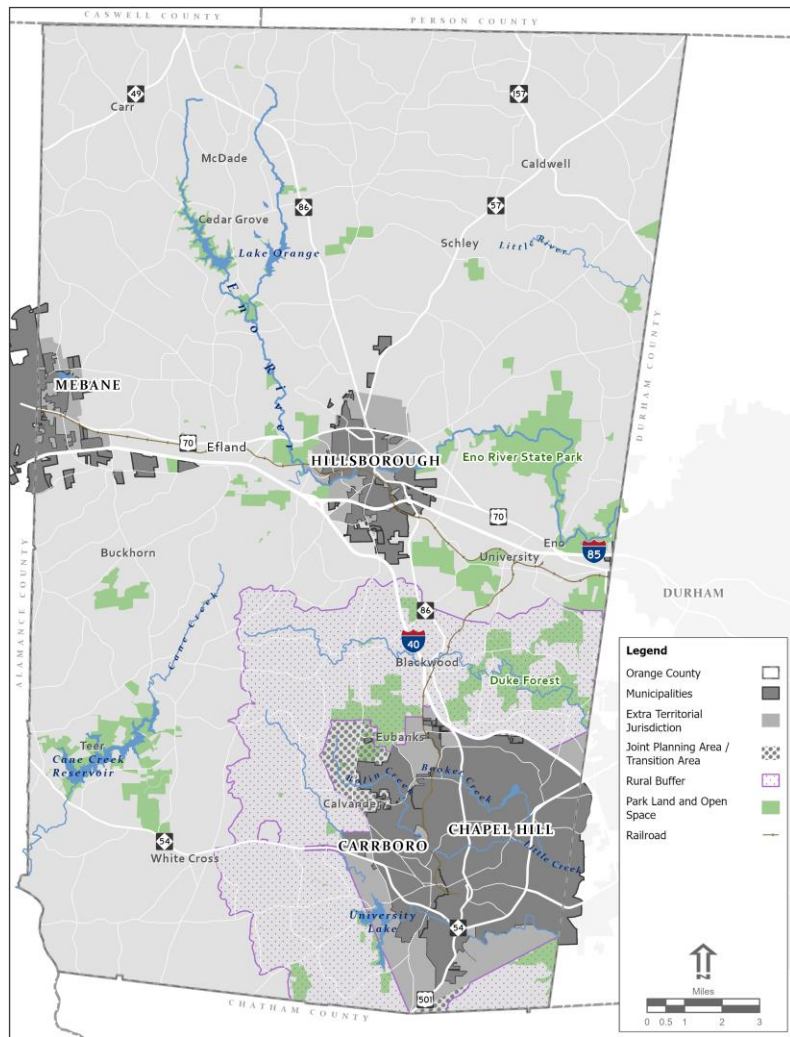 CASWELL COUNTY
PERSON COUNTY
49
Carr
157
McDade
Caldwell
Cedar Grove
86
57
Schley
Little River
Lake Orange
Eno River
DURHAM COUNTY
MEBANE
70
Efland
HILLSBOROUGH
Eno River State Park
70
Eno
85
University
Buckhorn
ALAMANCE COUNTY
Cane Creek
DURHAM
86
40
Blackwood
Duke Forest
Teer
Cane Creek
Reservoir
Eubanks
Bolin Creek
Booker Creek
Calvander
CHAPEL HILL
CARRBORO
Little Creek
54
White Cross
University
Lake
54
501
CHATHAM COUNTY
Legend
Orange County
Municipalities
Extra Territorial
Jurisdiction
Joint Planning Area /
Transition Area
Rural Buffer
Park Land and Open
Space
Railroad
N
Miles
0 0.5 1 2 3